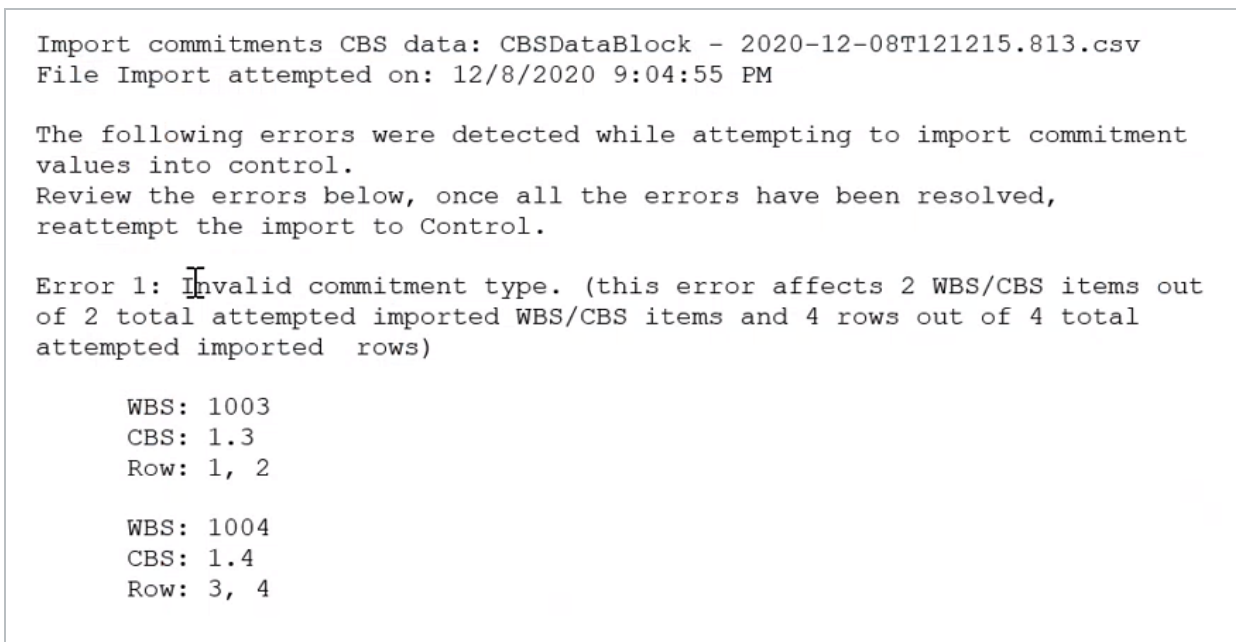 Import commitments CBS data: CBSDataBlock - 2020-12-08T121215.813.csv
File Import attempted on: 12/8/2020 9:04:55 PM
The following errors were detected while attempting to import commitment
values into control.
Review the errors below, once all the errors have been resolved,
reattempt the import to Control.
Error 1: Invalid commitment type. (this error affects 2 WBS/CBS items out
of 2 total attempted imported WBS/CBS items and 4 rows out of 4 total
attempted imported  rows)
WBS: 1003
CBS: 1.3
Row: 1, 2
WBS: 1004
CBS: 1.4
Row: 3, 4